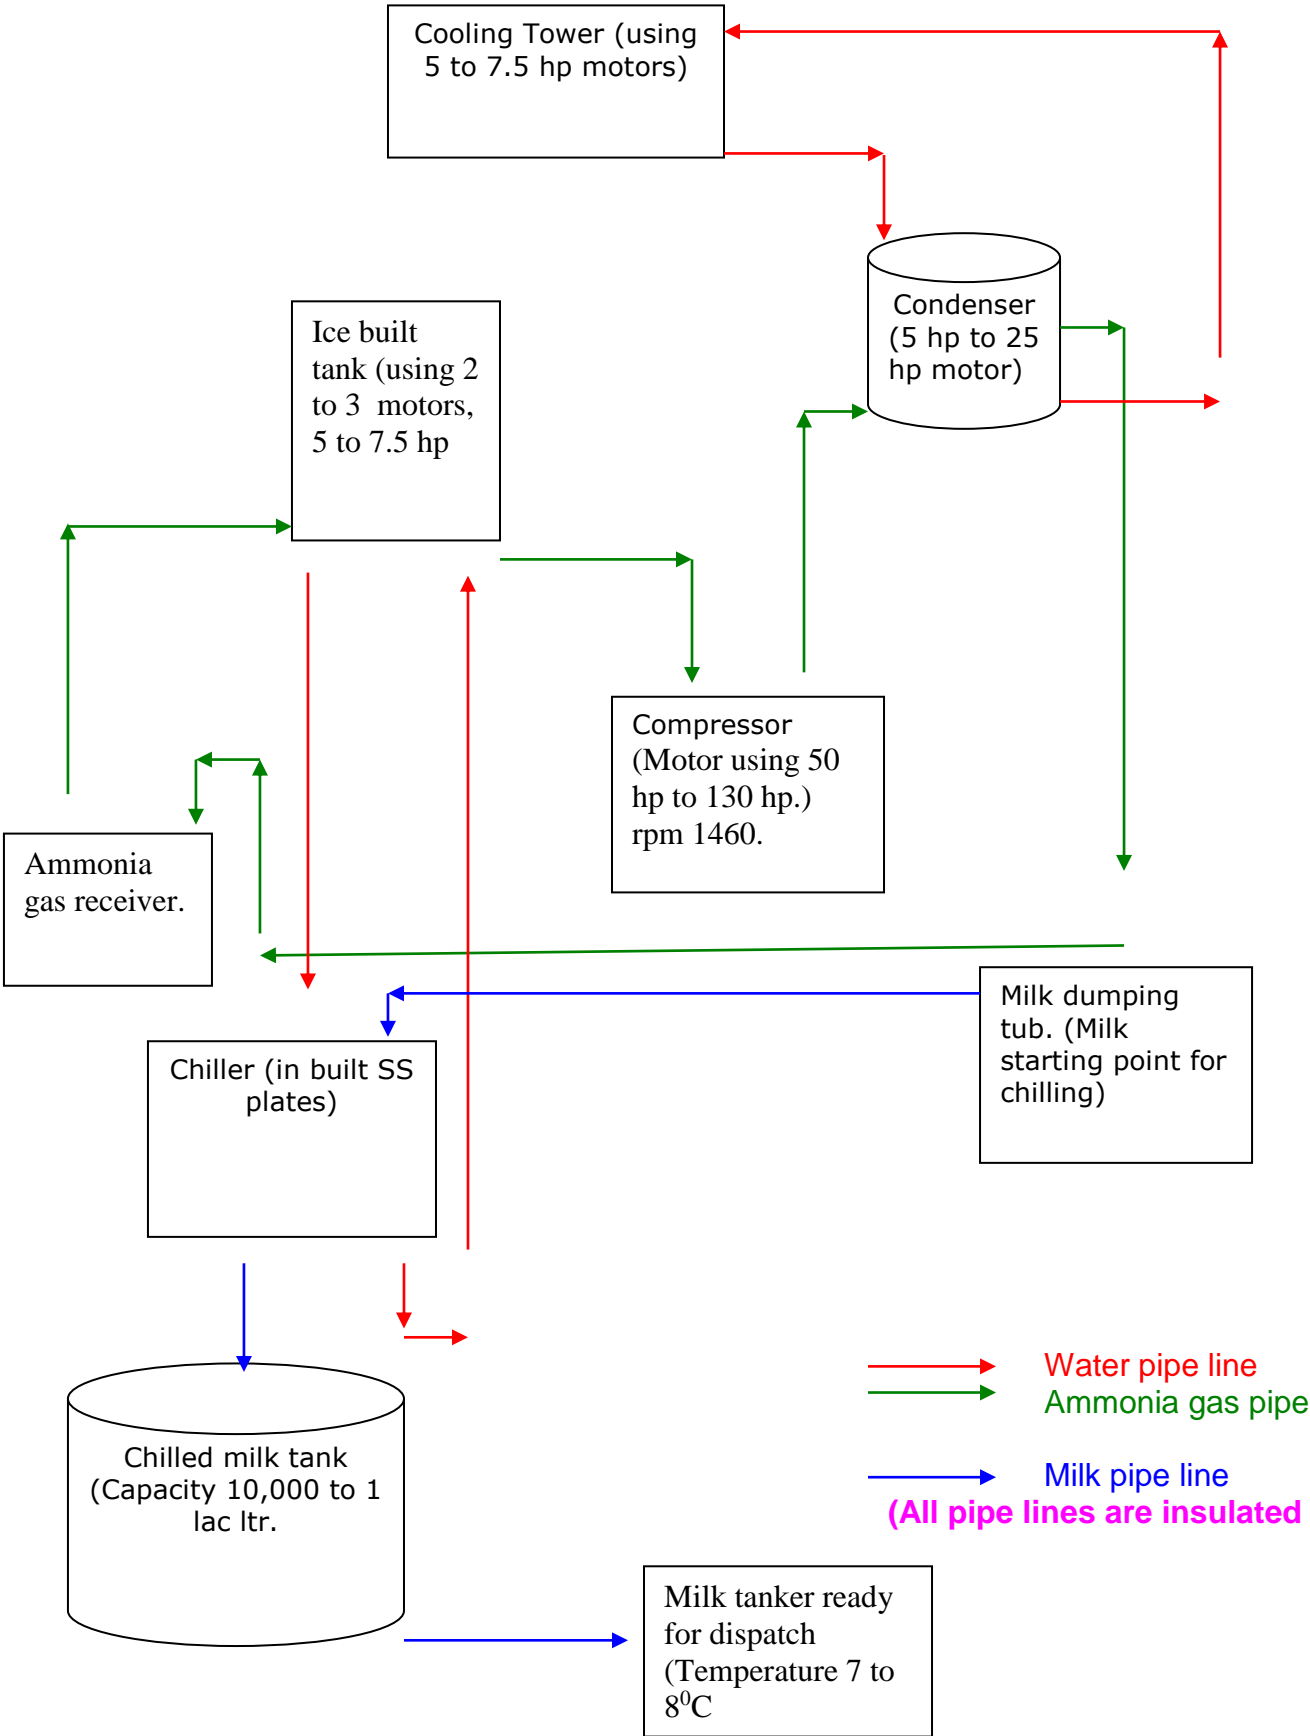 Cooling Tower (using
5 to 7.5 hp motors)
Condenser
(5 hp to 25
hp motor)
Ice built
tank (using 2
to 3  motors,
5 to 7.5 hp
Compressor
(Motor using 50
hp to 130 hp.)
rpm 1460.
Ammonia
gas receiver.
Milk dumping
tub. (Milk
starting point for
chilling)
Chiller (in built SS
plates)
Water pipe line
Ammonia gas pipe
Chilled milk tank
(Capacity 10,000 to 1
lac ltr.
Milk pipe line
(All pipe lines are insulated
Milk tanker ready
for dispatch
(Temperature 7 to
8⁰C